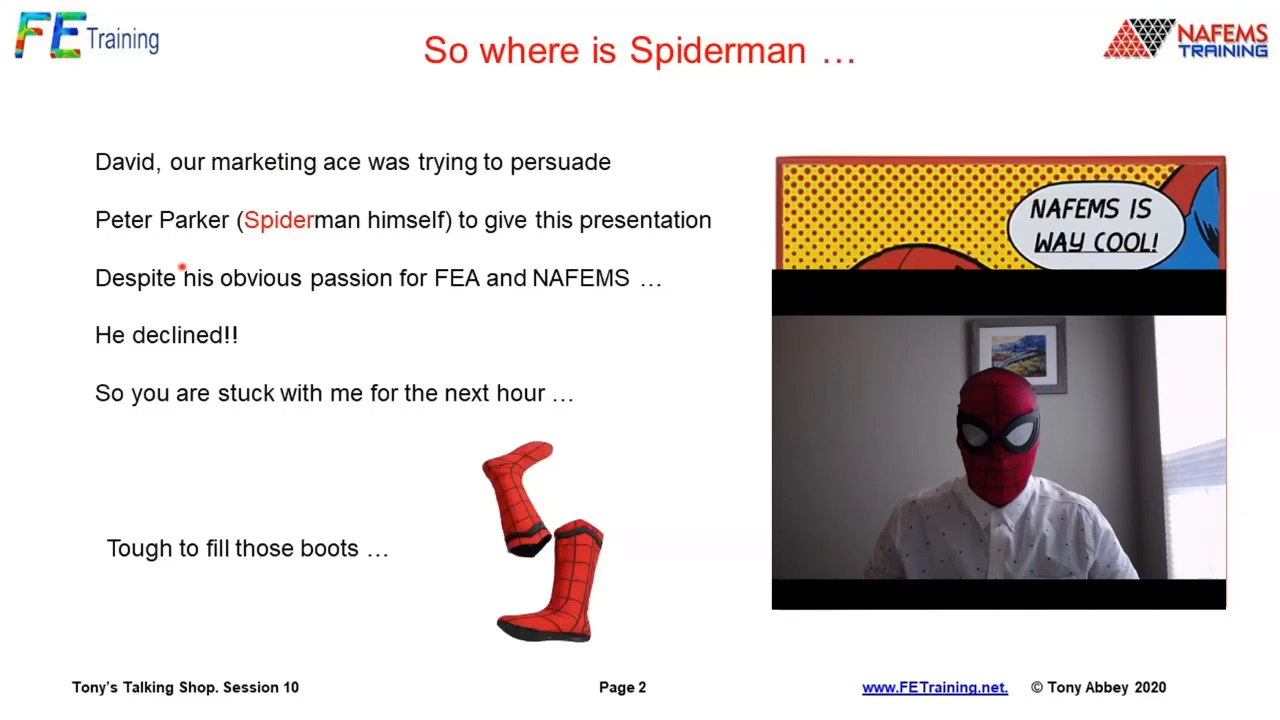 FE Training
So where is Spiderman …
NAFEMS
TRAINING
David, our marketing ace was trying to persuade
Peter Parker (Spiderman himself) to give this presentation
Despite his obvious passion for FEA and NAFEMS …
He declined!!
So you are stuck with me for the next hour …
Tough to fill those boots …
NAFEMS IS
WAY COOL!
Tony's Talking Shop. Session 10
Page 2
www.FETraining.net.
© Tony Abbey 2020